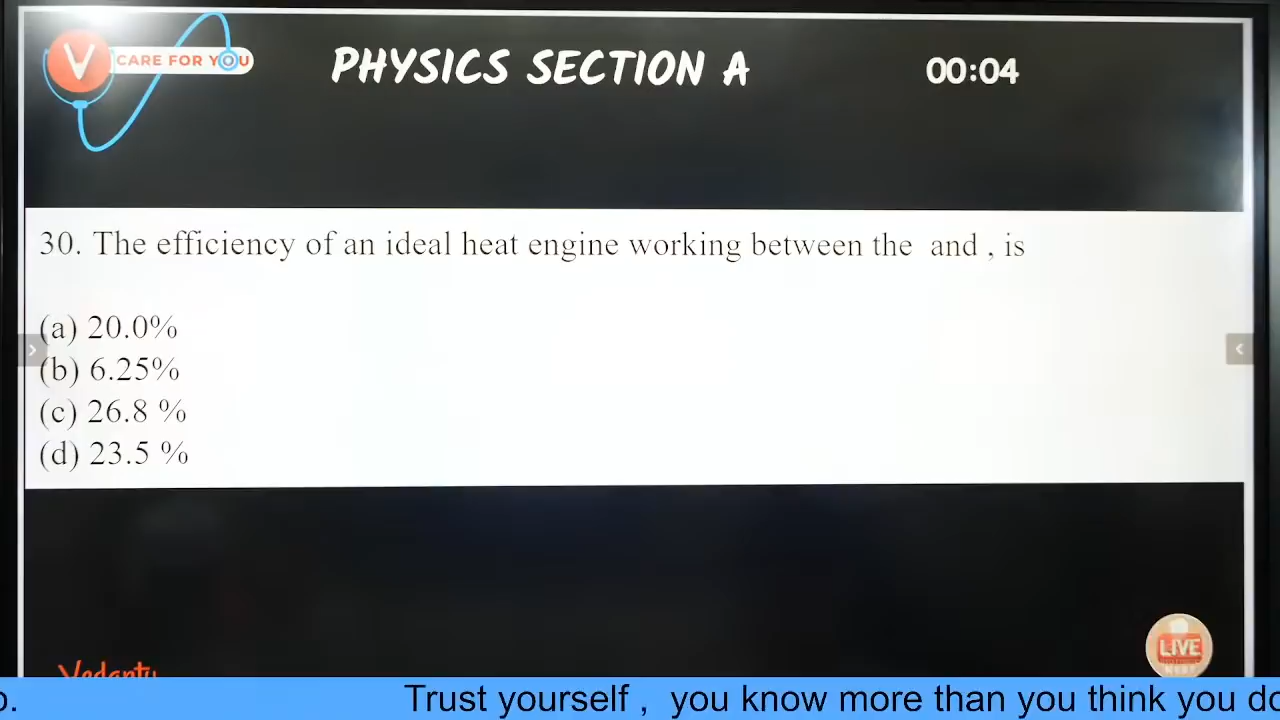 V CARE FOR YOU
PHYSICS SECTION A
00:04
30. The efficiency of an ideal heat engine working between the and , is
(a) 20.0%
(b) 6.25%
(c) 26.8 %
(d) 23.5 %
LIVE
Trust yourself , you know more than you think you